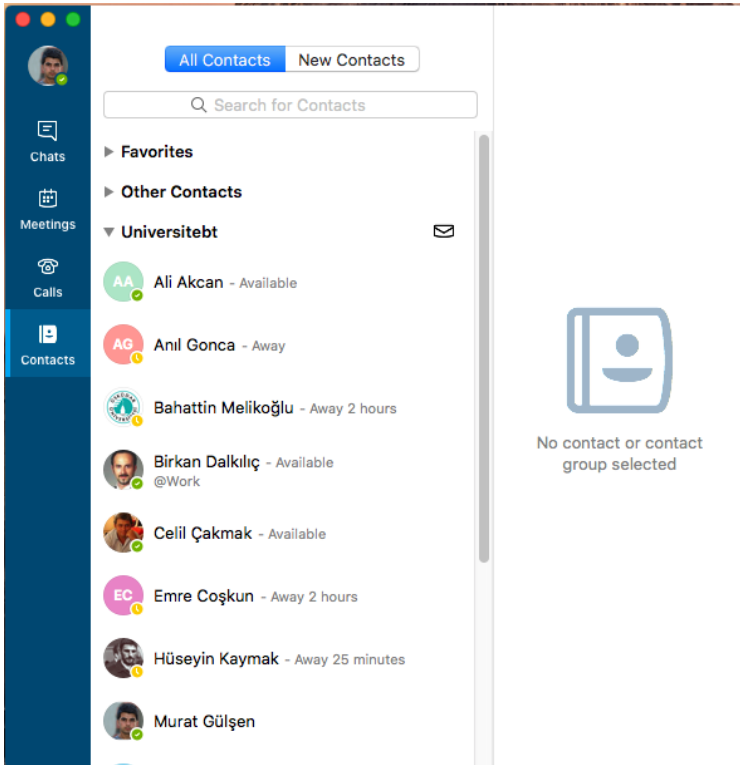 All Contacts New Contacts
Search for Contacts
Chats
Meetings
Calls
Contacts
Favorites
Other Contacts
Universitebt
AA Ali Akcan - Available
AG Anıl Gonca - Away
Bahattin Melikoğlu - Away 2 hours
Birkan Dalkılıç - Available
@Work
Celil Çakmak - Available
EC Emre Coşkun - Away 2 hours
Hüseyin Kaymak - Away 25 minutes
Murat Gülşen
No contact or contact
group selected